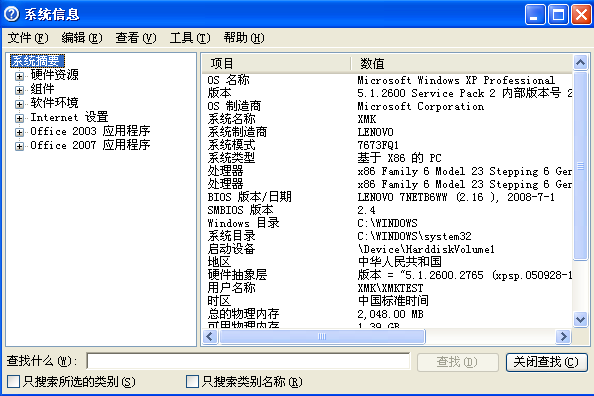 系统信息
文件(F) 编辑(E) 查看(V) 工具(T) 帮助(H)
系统摘要
硬件资源
组件
软件环境
Internet 设置
Office 2003 应用程序
Office 2007 应用程序
项目 数值
OS 名称 Microsoft Windows XP Professional
版本 5.1.2600 Service Pack 2 内部版本号 2
OS 制造商 Microsoft Corporation
系统名称 XMK
系统制造商 LENOVO
系统模式 7673FQ1
系统类型 基于 X86 的 PC
处理器 x86 Family 6 Model 23 Stepping 6 Gen
处理器 x86 Family 6 Model 23 Stepping 6 Gen
BIOS 版本/日期 LENOVO 7NETB6WW (2.16 ), 2008-7-1
SMBIOS 版本 2.4
Windows 目录 C:\WINDOWS
系统目录 C:\WINDOWS\system32
启动设备 \Device\HarddiskVolume1
地区 中华人民共和国
硬件抽象层 版本 = "5.1.2600.2765 (xpsp.050928-1
用户名称 XMK\XMKTEST
时区 中国标准时间
总的物理内存 2,048.00 MB
可用物理内存 1.39 GB
查找什么(W): 查找(D) 关闭查找(C)
只搜索所选的类别(S) 只搜索类别名称(R)